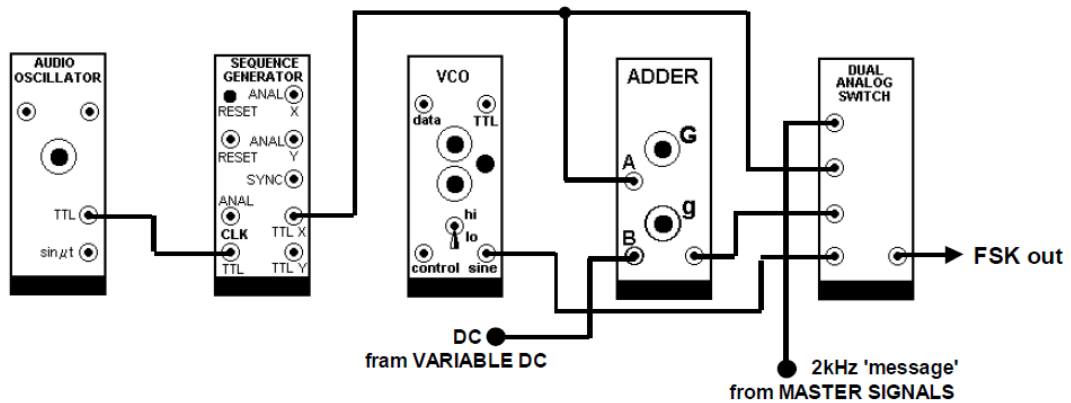 AUDIO
OSCILLATOR
TTL
sinμt
SEQUENCE
GENERATOR
ANAL
RESET X
ANAL
RESET Y
SYNC
ANAL
CLK TTL X
TTL TTL Y
VCO
data TTL
hi
lo
control sine
ADDER
G
A
g
B
DUAL
ANALOG
SWITCH
FSK out
DC
fram VARIABLE DC
2kHz 'message'
from MASTER SIGNALS